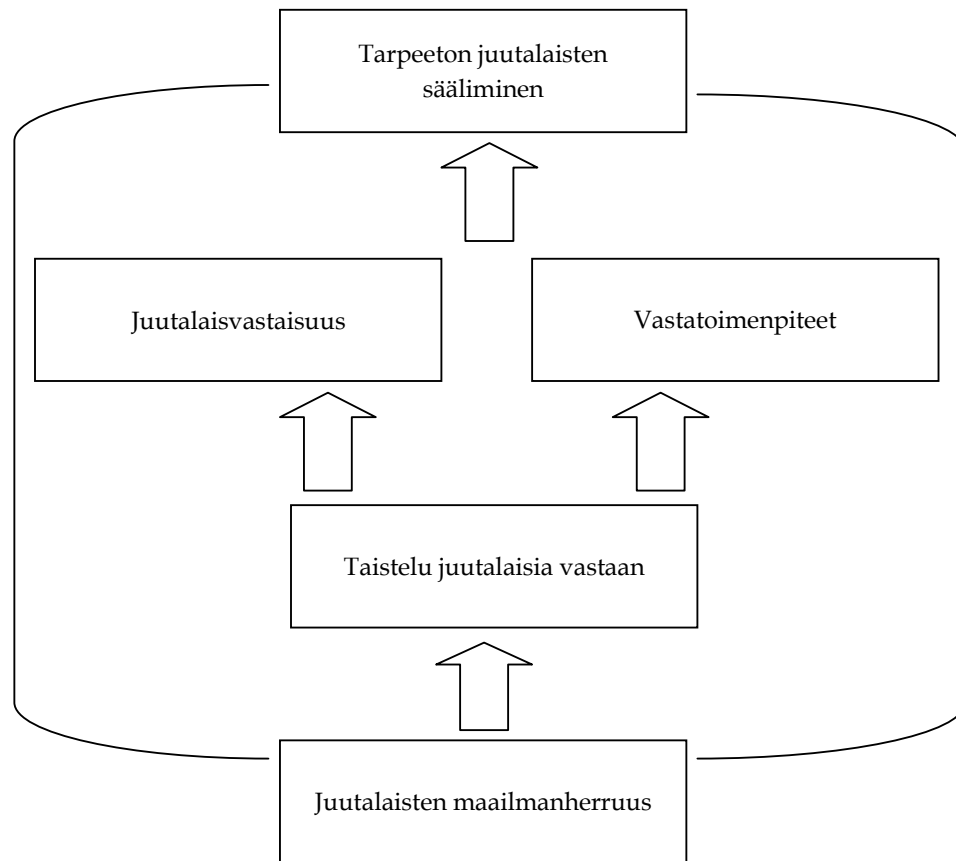 Tarpeeton juutalaisten
sääliminen
Juutalaisvastaisuus
Vastatoimenpiteet
Taistelu juutalaisia vastaan
Juutalaisten maailmanherruus